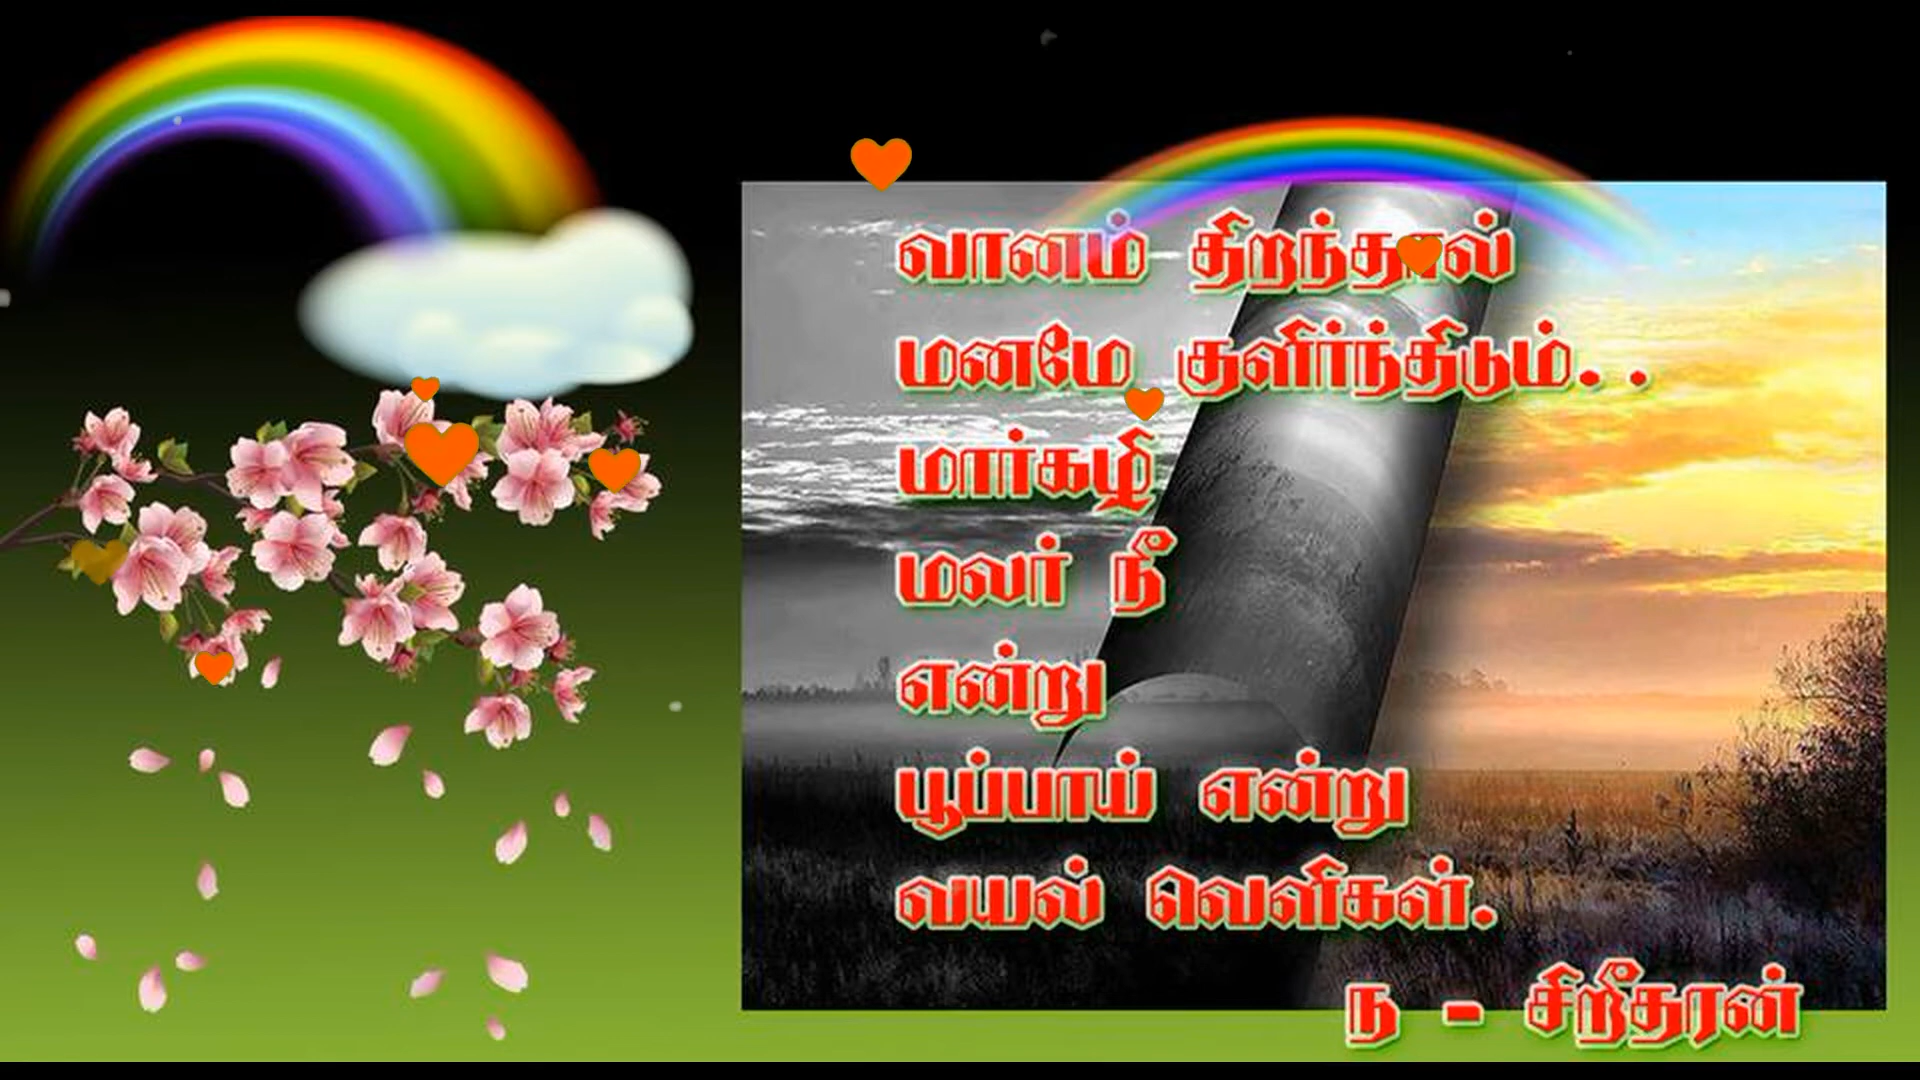 வானம் திறந்தால்
மனமே குளிர்ந்திடும்..
மார்கழி
மலர் நீ
என்று
பூப்பாய் என்று
வயல் வெளிகள்.
ந - சிறீதரன்